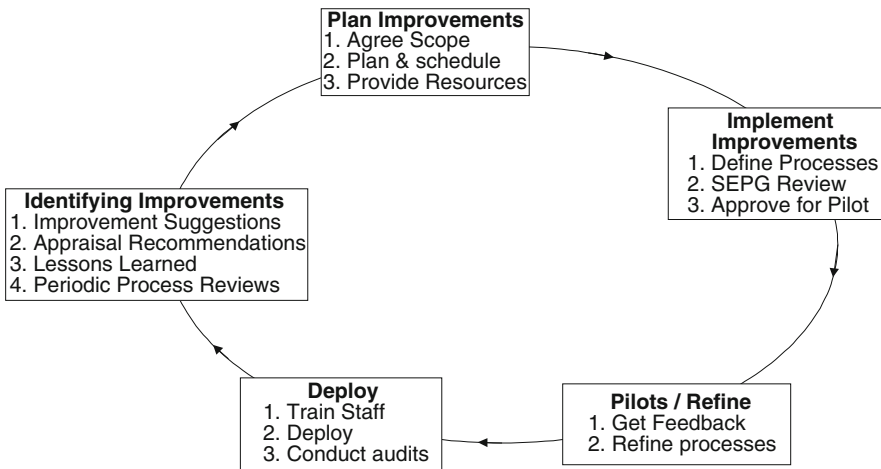 Plan Improvements
1. Agree Scope
2. Plan & schedule
3. Provide Resources
Implement
Improvements
1. Define Processes
2. SEPG Review
3. Approve for Pilot
Pilots / Refine
1. Get Feedback
2. Refine processes
Deploy
1. Train Staff
2. Deploy
3. Conduct audits
Identifying Improvements
1. Improvement Suggestions
2. Appraisal Recommendations
3. Lessons Learned
4. Periodic Process Reviews